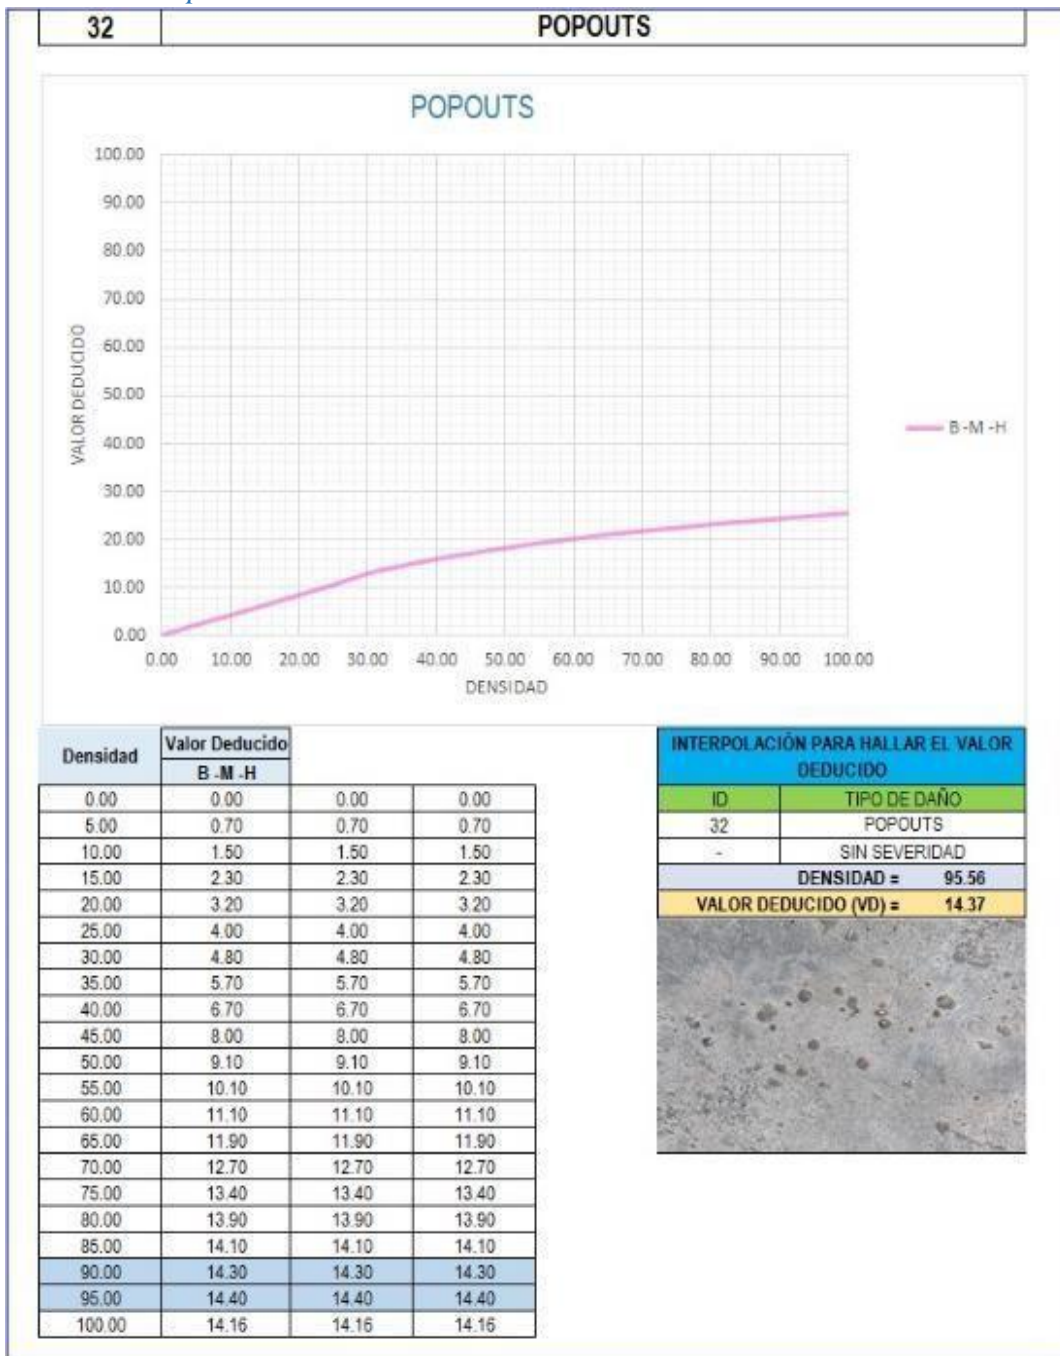 32 POPOUTS
POPOUTS
100.00
90.00
80.00
70.00
60.00
50.00
40.00
30.00
20.00
10.00
0.00
VALOR DEDUCIDO
0.00 10.00 20.00 30.00 40.00 50.00 60.00 70.00 80.00 90.00 100.00
DENSIDAD
B -M -H
Densidad Valor Deducido
B -M -H
0.00 0.00 0.00 0.00
5.00 0.70 0.70 0.70
10.00 1.50 1.50 1.50
15.00 2.30 2.30 2.30
20.00 3.20 3.20 3.20
25.00 4.00 4.00 4.00
30.00 4.80 4.80 4.80
35.00 5.70 5.70 5.70
40.00 6.70 6.70 6.70
45.00 8.00 8.00 8.00
50.00 9.10 9.10 9.10
55.00 10.10 10.10 10.10
60.00 11.10 11.10 11.10
65.00 11.90 11.90 11.90
70.00 12.70 12.70 12.70
75.00 13.40 13.40 13.40
80.00 13.90 13.90 13.90
85.00 14.10 14.10 14.10
90.00 14.30 14.30 14.30
95.00 14.40 14.40 14.40
100.00 14.16 14.16 14.16
INTERPOLACIÓN PARA HALLAR EL VALOR
DEDUCIDO
ID TIPO DE DAÑO
32 POPOUTS
- SIN SEVERIDAD
DENSIDAD = 95.56
VALOR DEDUCIDO (VD) = 14.37